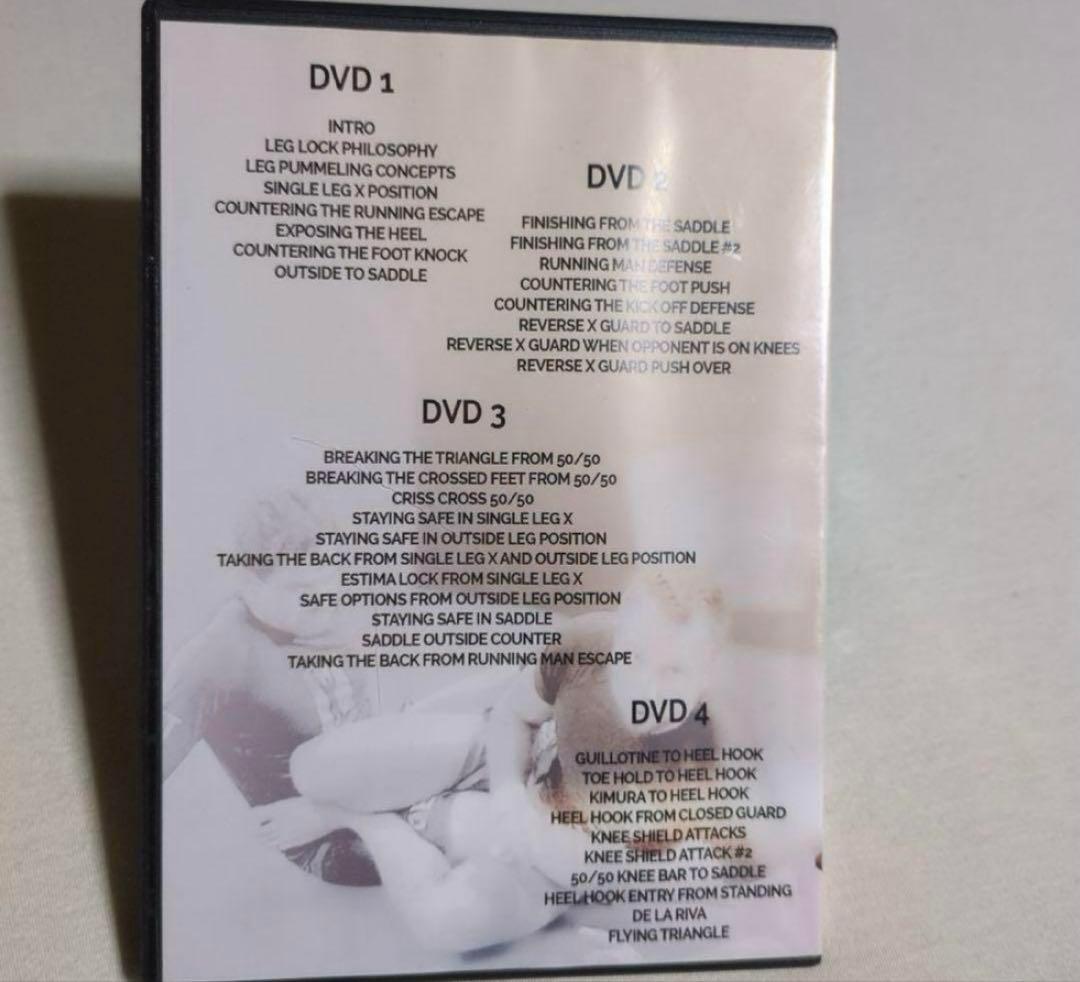 DVD 1
INTRO
LEG LOCK PHILOSOPHY
LEG PUMMELING CONCEPTS
SINGLE LEG X POSITION
COUNTERING THE RUNNING ESCAPE
EXPOSING THE HEEL
COUNTERING THE FOOT KNOCK
OUTSIDE TO SADDLE
DVD 2
FINISHING FROM THE SADDLE
FINISHING FROM THE SADDLE #2
RUNNING MAN DEFENSE
COUNTERING THE FOOT PUSH
COUNTERING THE KICK OFF DEFENSE
REVERSE X GUARD TO SADDLE
REVERSE X GUARD WHEN OPPONENT IS ON KNEES
REVERSE X GUARD PUSH OVER
DVD 3
BREAKING THE TRIANGLE FROM 50/50
BREAKING THE CROSSED FEET FROM 50/50
CRISS CROSS 50/50
STAYING SAFE IN SINGLE LEG X
STAYING SAFE IN OUTSIDE LEG POSITION
TAKING THE BACK FROM SINGLE LEG X AND OUTSIDE LEG POSITION
ESTIMA LOCK FROM SINGLE LEG X
SAFE OPTIONS FROM OUTSIDE LEG POSITION
STAYING SAFE IN SADDLE
SADDLE OUTSIDE COUNTER
TAKING THE BACK FROM RUNNING MAN ESCAPE
DVD 4
GUILLOTINE TO HEEL HOOK
TOE HOLD TO HEEL HOOK
KIMURA TO HEEL HOOK
HEEL HOOK FROM CLOSED GUARD
KNEE SHIELD ATTACKS
KNEE SHIELD ATTACK #2
50/50 KNEE BAR TO SADDLE
HEEL HOOK ENTRY FROM STANDING
DE LA RIVA
FLYING TRIANGLE